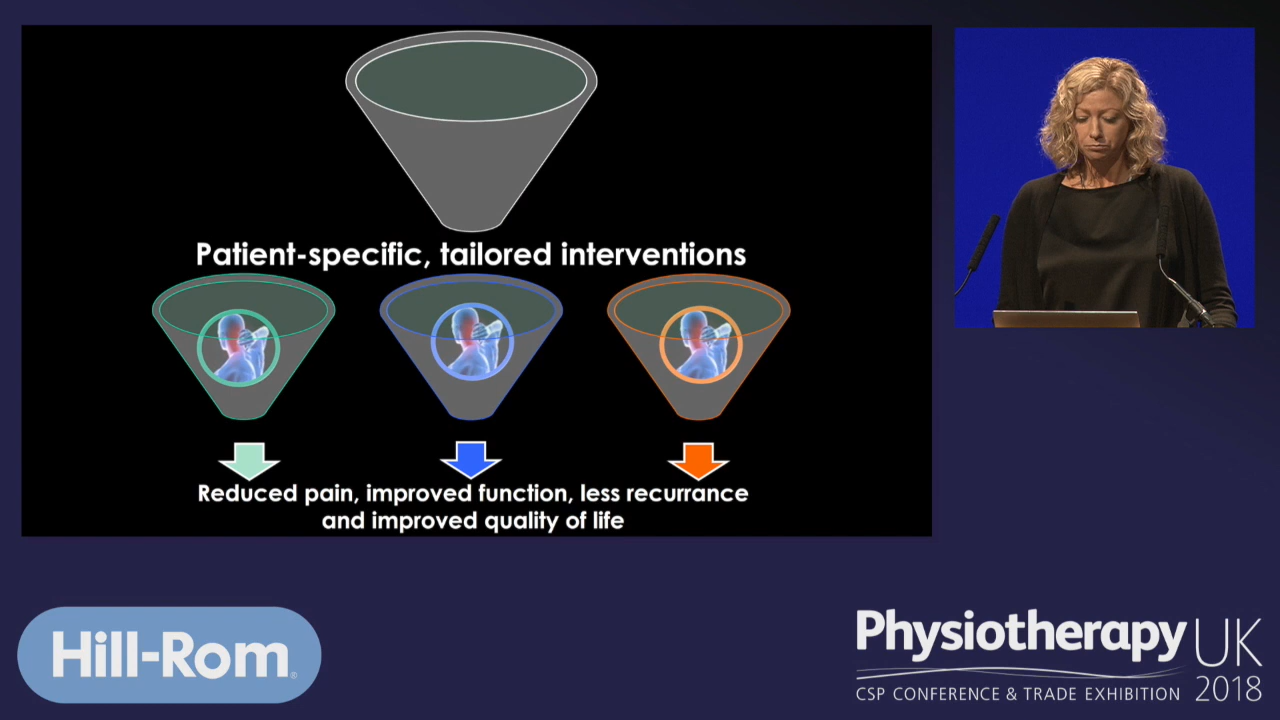 Patient-specific, tailored interventions
Reduced pain, improved function, less recurrance
and improved quality of life
Hill-Rom®
Physiotherapy UK
CSP CONFERENCE & TRADE EXHIBITION 2018